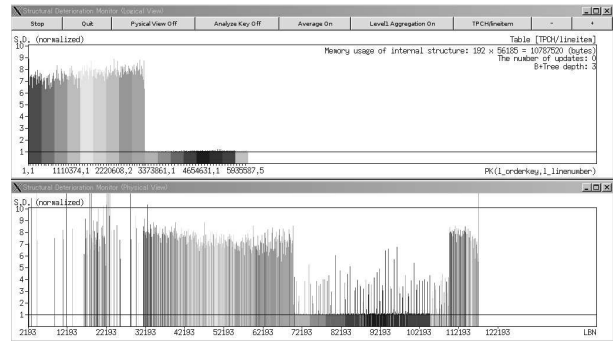 Structural Deterioration Monitor (Logical View)
Stop Quit Pysical View Off Analyze Key Off Average On Level1 Aggregation On TPCH/lineitem - +
S.D. (normalized)
Table [TPCH/lineitem]
Memory usage of internal structure: 192 x 56185 = 10787520 (bytes)
The number of updates: 0
B+Tree depth: 3
10
9
8
7
6
5
4
3
2
1
1,1 1110374,1 2220608,2 3373861,1 4654631,1 5935587,5 PK(l_orderkey,l_linenumber)
Structural Deterioration Monitor (Physical View)
S.D. (normalized)
10
9
8
7
6
5
4
3
2
1
2193 12193 22193 32193 42193 52193 62193 72193 82193 92193 102193 112193 122193 LBN